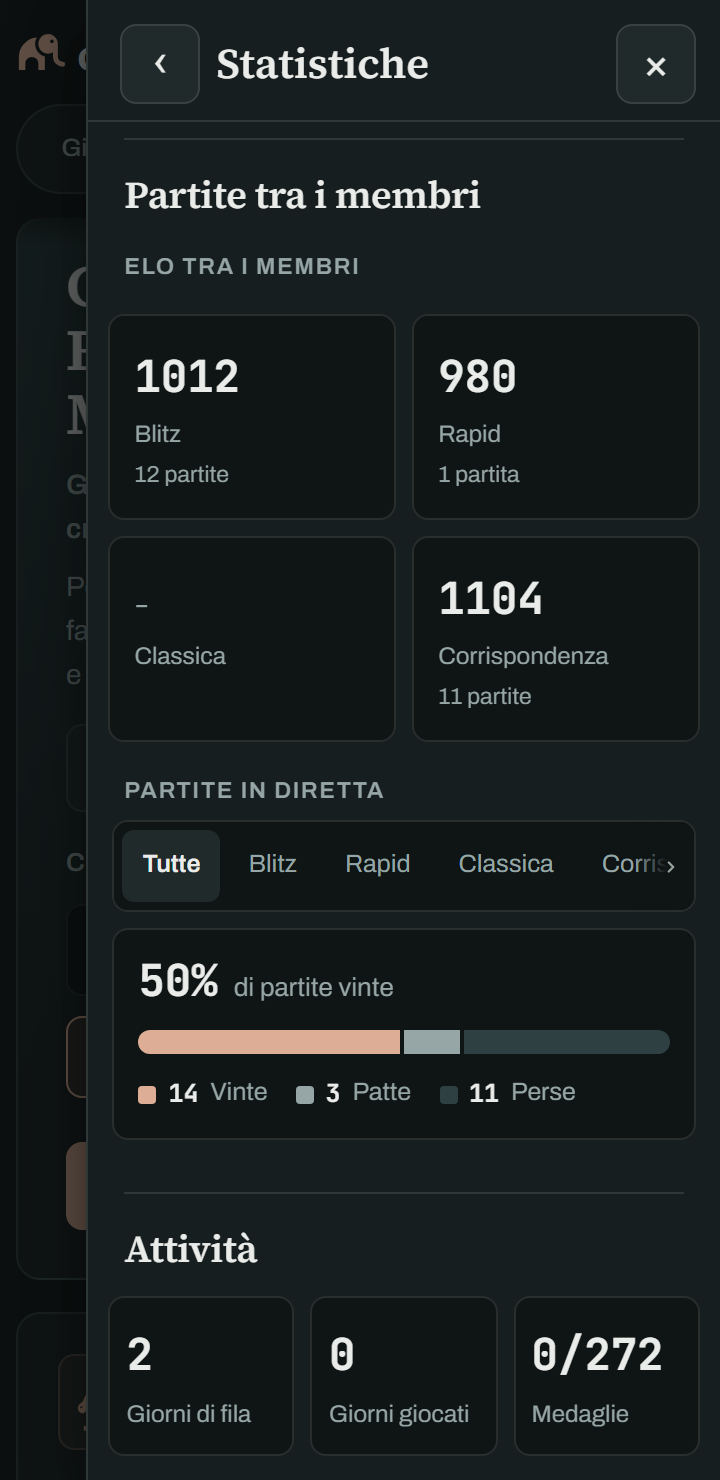 ‹ Statistiche ×
Partite tra i membri
ELO TRA I MEMBRI
1012
Blitz
12 partite
980
Rapid
1 partita
-
Classica
1104
Corrispondenza
11 partite
PARTITE IN DIRETTA
Tutte Blitz Rapid Classica Corris ›
50% di partite vinte
14 Vinte 3 Patte 11 Perse
Attività
2
Giorni di fila
0
Giorni giocati
0/272
Medaglie